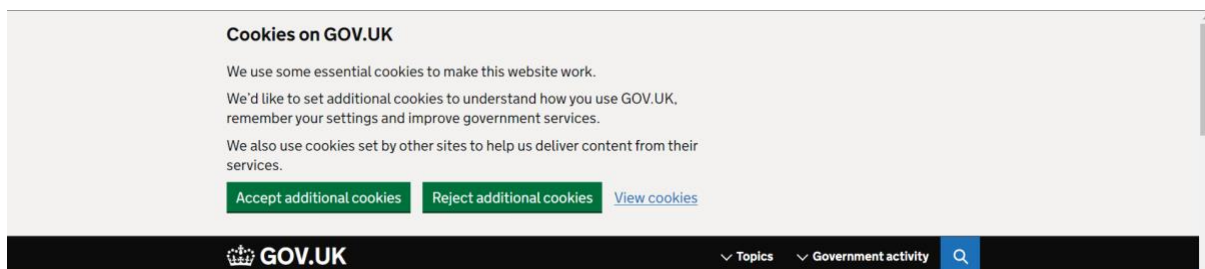 Cookies on GOV.UK
We use some essential cookies to make this website work.
We'd like to set additional cookies to understand how you use GOV.UK,
remember your settings and improve government services.
We also use cookies set by other sites to help us deliver content from their
services.
Accept additional cookies Reject additional cookies View cookies
GOV.UK Topics Government activity